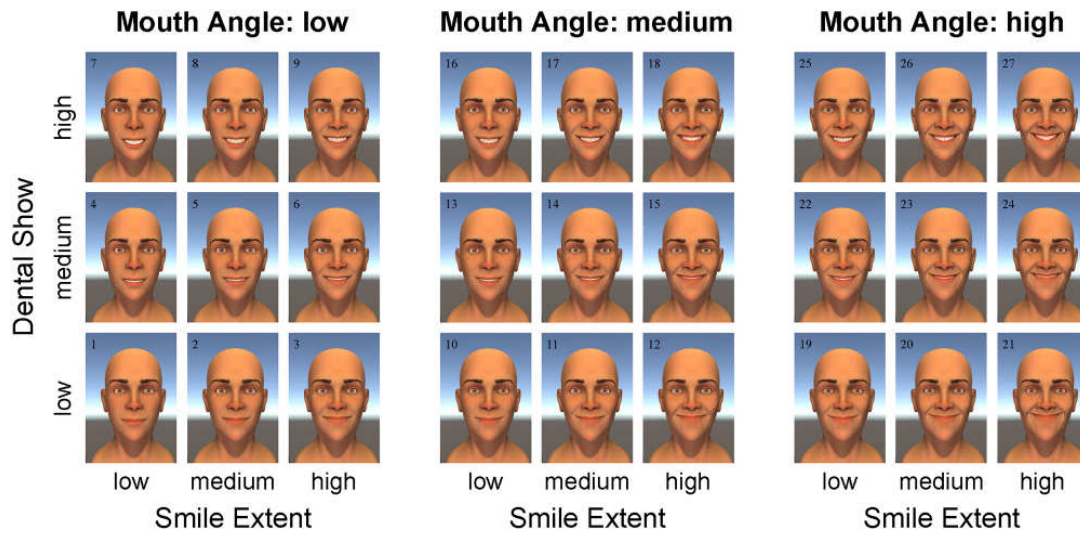 Mouth Angle: low
Mouth Angle: medium
Mouth Angle: high
Dental Show
high
7 8 9
16 17 18
25 26 27
medium
4 5 6
13 14 15
22 23 24
low
1 2 3
10 11 12
19 20 21
low medium high
low medium high
low medium high
Smile Extent
Smile Extent
Smile Extent